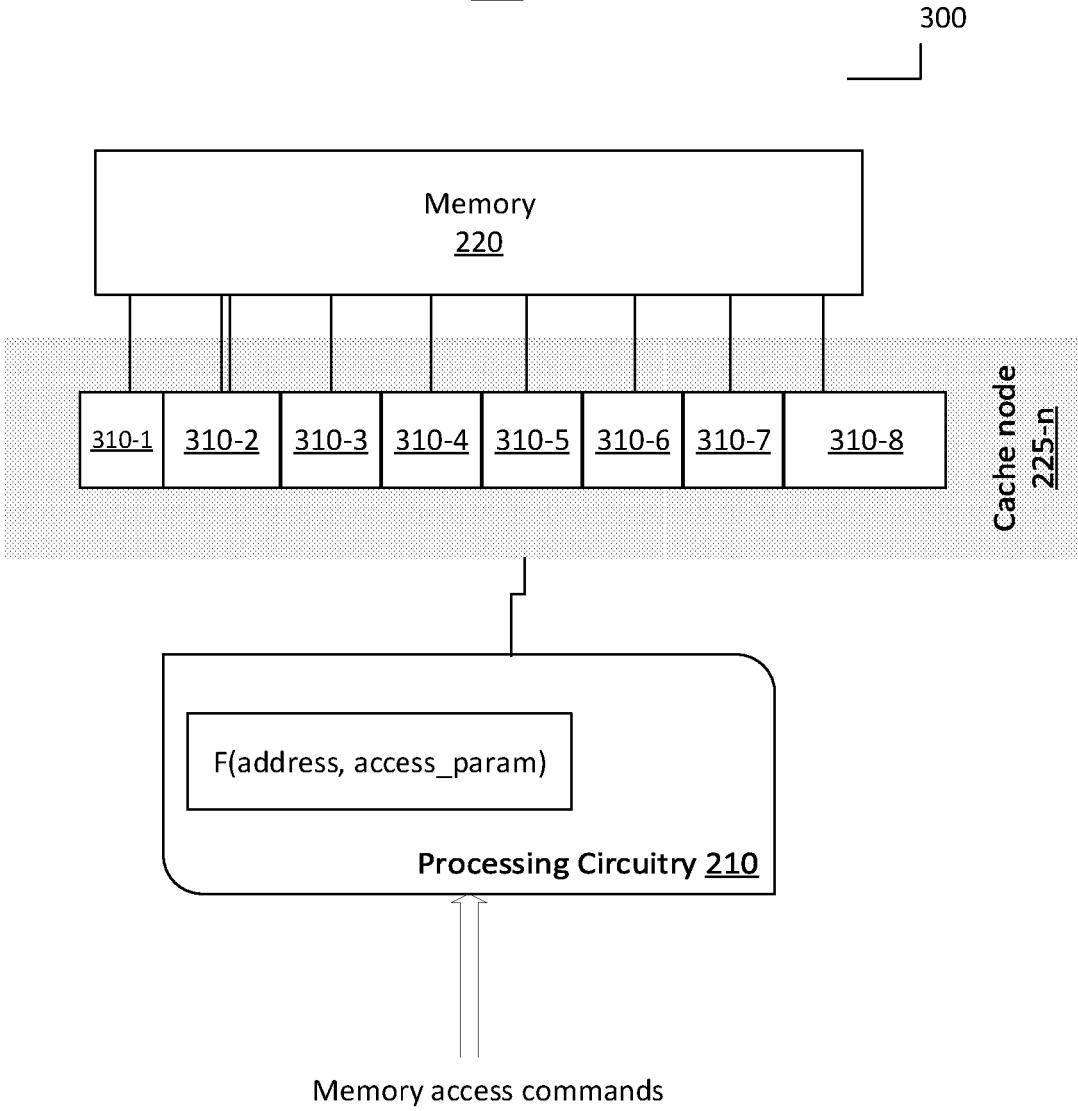 300
Memory
220
310-1 310-2 310-3 310-4 310-5 310-6 310-7 310-8
Cache node
225-n
F(address, access_param)
Processing Circuitry 210
Memory access commands